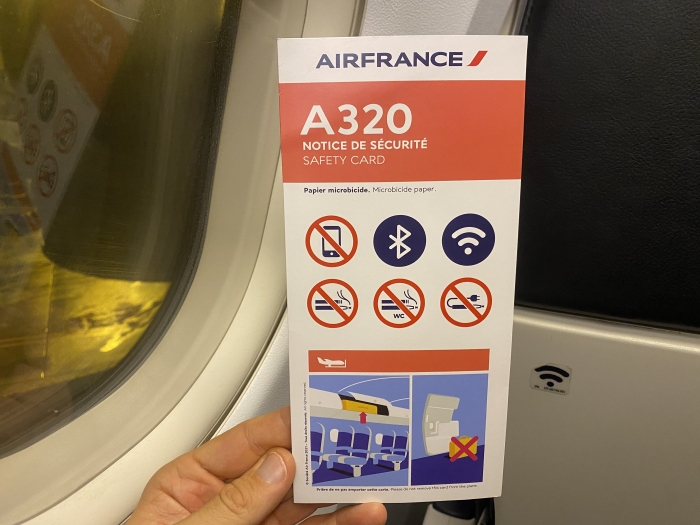 AIRFRANCE
A320
NOTICE DE SÉCURITÉ
SAFETY CARD
Papier microbicide. Microbicide paper.
WC
Prière de ne pas emporter cette carte. Please do not remove this card from the plane.